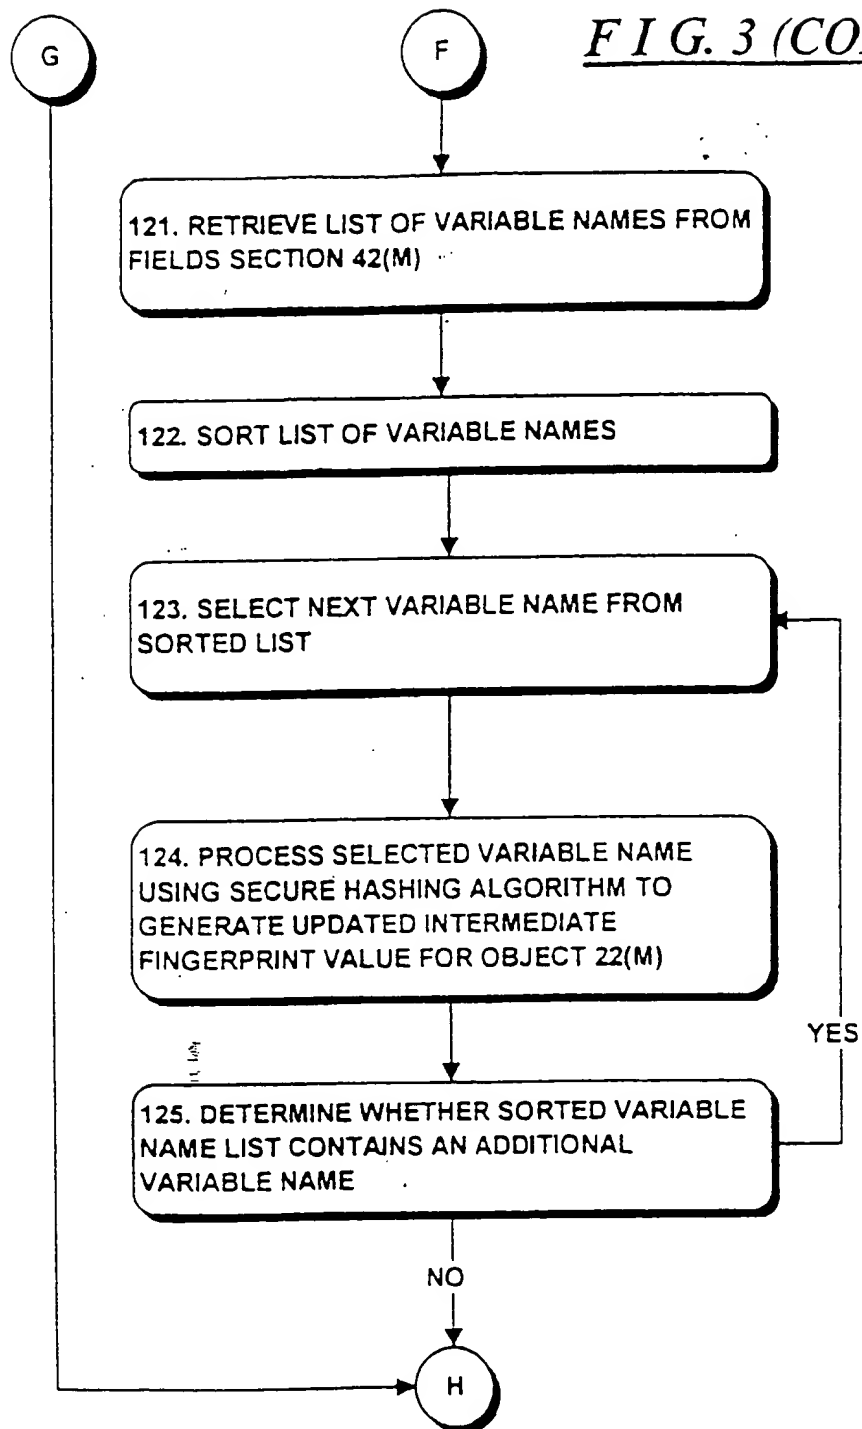 G
F
F I G. 3 (CO
121. RETRIEVE LIST OF VARIABLE NAMES FROM
FIELDS SECTION 42(M)
122. SORT LIST OF VARIABLE NAMES
123. SELECT NEXT VARIABLE NAME FROM
SORTED LIST
124. PROCESS SELECTED VARIABLE NAME
USING SECURE HASHING ALGORITHM TO
GENERATE UPDATED INTERMEDIATE
FINGERPRINT VALUE FOR OBJECT 22(M)
YES
125. DETERMINE WHETHER SORTED VARIABLE
NAME LIST CONTAINS AN ADDITIONAL
VARIABLE NAME
NO
H